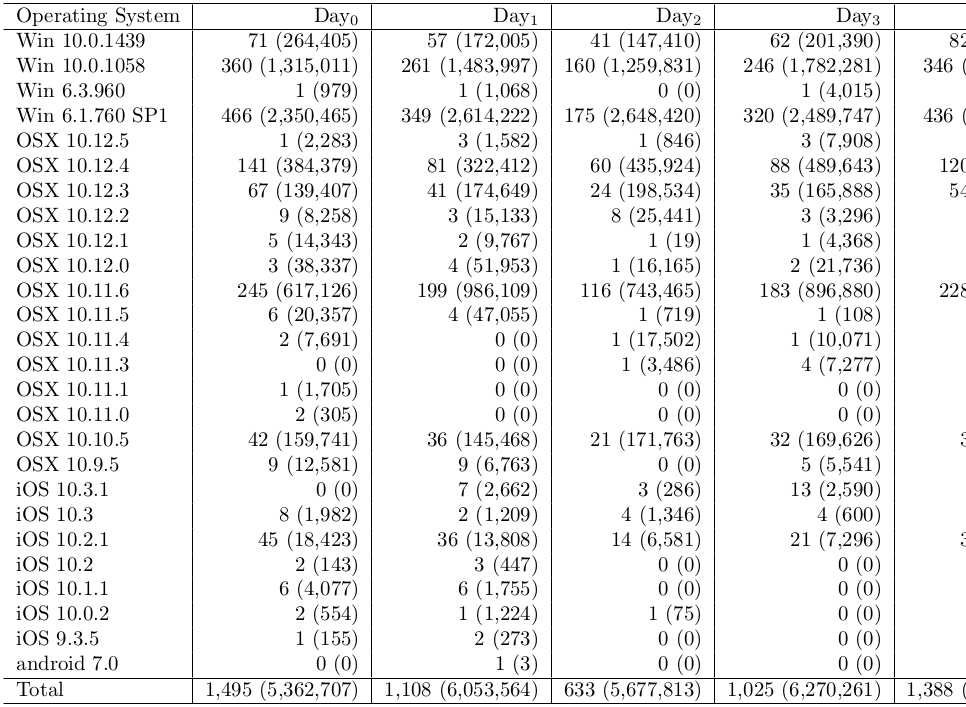 Operating System Day0 Day1 Day2 Day3
Win 10.0.1439 71 (264,405) 57 (172,005) 41 (147,410) 62 (201,390) 82
Win 10.0.1058 360 (1,315,011) 261 (1,483,997) 160 (1,259,831) 246 (1,782,281) 346 (
Win 6.3.960 1 (979) 1 (1,068) 0 (0) 1 (4,015)
Win 6.1.760 SP1 466 (2,350,465) 349 (2,614,222) 175 (2,648,420) 320 (2,489,747) 436 (
OSX 10.12.5 1 (2,283) 3 (1,582) 1 (846) 3 (7,908)
OSX 10.12.4 141 (384,379) 81 (322,412) 60 (435,924) 88 (489,643) 120
OSX 10.12.3 67 (139,407) 41 (174,649) 24 (198,534) 35 (165,888) 54
OSX 10.12.2 9 (8,258) 3 (15,133) 8 (25,441) 3 (3,296)
OSX 10.12.1 5 (14,343) 2 (9,767) 1 (19) 1 (4,368)
OSX 10.12.0 3 (38,337) 4 (51,953) 1 (16,165) 2 (21,736)
OSX 10.11.6 245 (617,126) 199 (986,109) 116 (743,465) 183 (896,880) 228
OSX 10.11.5 6 (20,357) 4 (47,055) 1 (719) 1 (108)
OSX 10.11.4 2 (7,691) 0 (0) 1 (17,502) 1 (10,071)
OSX 10.11.3 0 (0) 0 (0) 1 (3,486) 4 (7,277)
OSX 10.11.1 1 (1,705) 0 (0) 0 (0) 0 (0)
OSX 10.11.0 2 (305) 0 (0) 0 (0) 0 (0)
OSX 10.10.5 42 (159,741) 36 (145,468) 21 (171,763) 32 (169,626) 3
OSX 10.9.5 9 (12,581) 9 (6,763) 0 (0) 5 (5,541)
iOS 10.3.1 0 (0) 7 (2,662) 3 (286) 13 (2,590)
iOS 10.3 8 (1,982) 2 (1,209) 4 (1,346) 4 (600)
iOS 10.2.1 45 (18,423) 36 (13,808) 14 (6,581) 21 (7,296) 3
iOS 10.2 2 (143) 3 (447) 0 (0) 0 (0)
iOS 10.1.1 6 (4,077) 6 (1,755) 0 (0) 0 (0)
iOS 10.0.2 2 (554) 1 (1,224) 1 (75) 0 (0)
iOS 9.3.5 1 (155) 2 (273) 0 (0) 0 (0)
android 7.0 0 (0) 1 (3) 0 (0) 0 (0)
Total 1,495 (5,362,707) 1,108 (6,053,564) 633 (5,677,813) 1,025 (6,270,261) 1,388 (